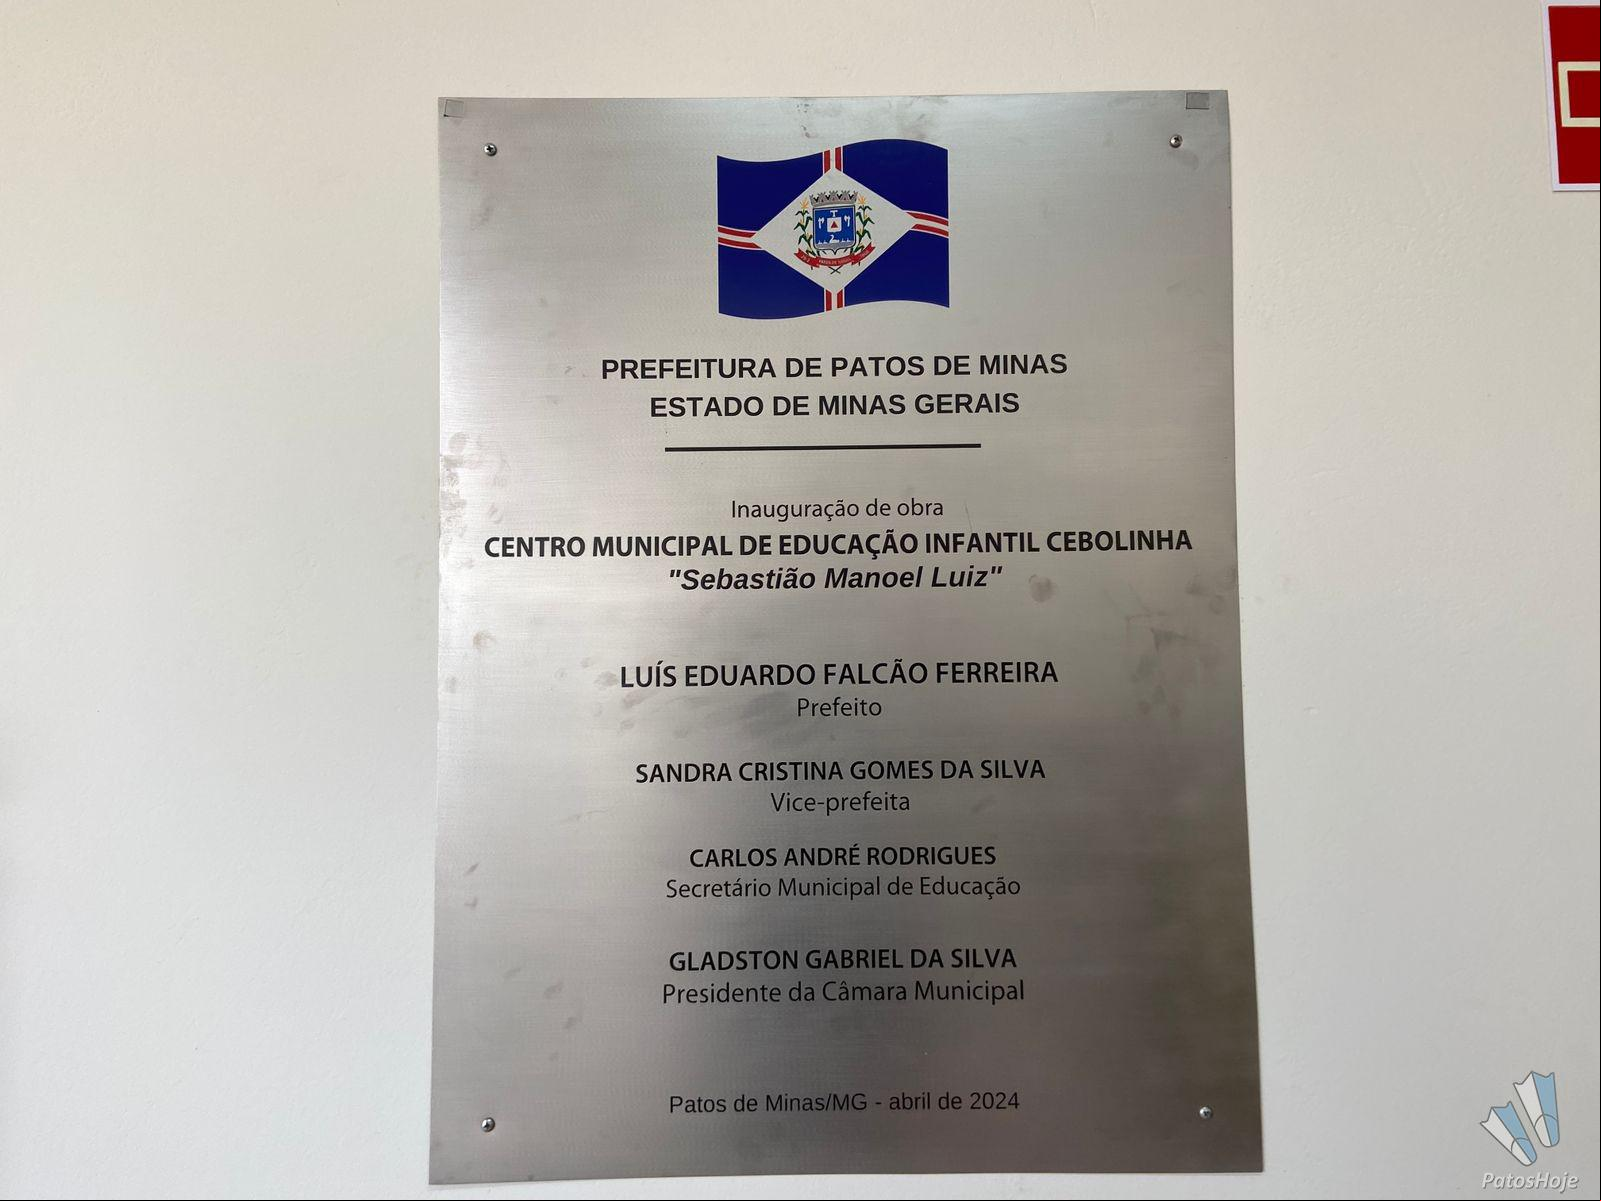 PREFEITURA DE PATOS DE MINAS
ESTADO DE MINAS GERAIS
Inauguração de obra
CENTRO MUNICIPAL DE EDUCAÇÃO INFANTIL CEBOLINHA
"Sebastião Manoel Luiz"
LUÍS EDUARDO FALCÃO FERREIRA
Prefeito
SANDRA CRISTINA GOMES DA SILVA
Vice-prefeita
CARLOS ANDRÉ RODRIGUES
Secretário Municipal de Educação
GLADSTON GABRIEL DA SILVA
Presidente da Câmara Municipal
Patos de Minas/MG - abril de 2024
PatosHoje